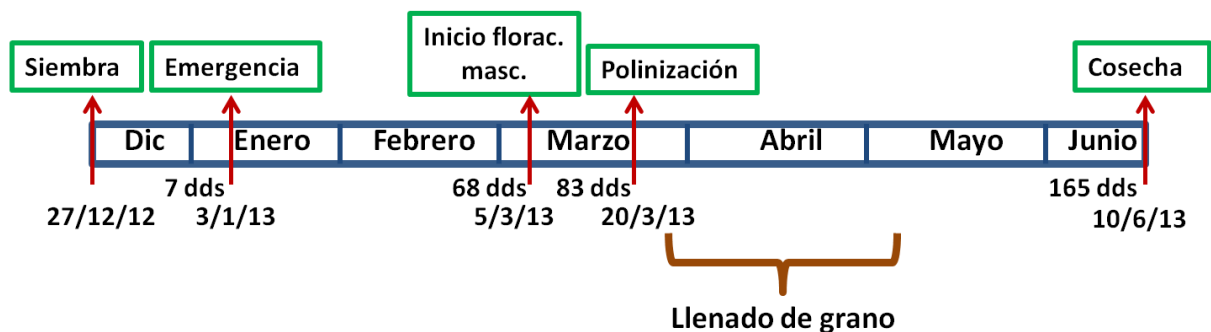 Siembra
Emergencia
Inicio florac.
masc.
Polinización
Cosecha
Dic
Enero
Febrero
Marzo
Abril
Mayo
Junio
7 dds
68 dds
83 dds
165 dds
27/12/12
3/1/13
5/3/13
20/3/13
10/6/13
Llenado de grano